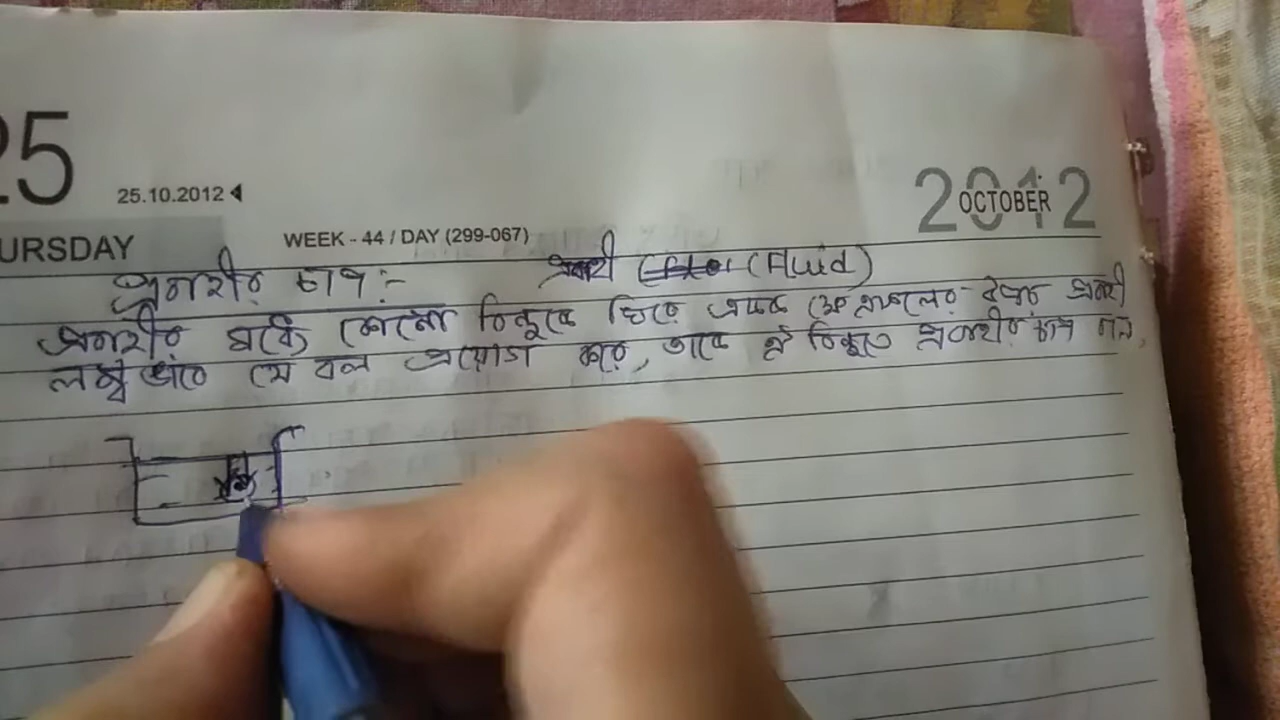 25
25.10.2012
2012
OCTOBER
URSDAY
WEEK - 44 / DAY (299-067)
প্রবাহীর চাপ :-
প্রবাহী (Fluid)
প্রবাহীর মধ্যে কোনো বিন্দুকে ঘিরে একক ক্ষেত্রফলের উপর প্রবাহী
লম্বভাবে যে বল প্রয়োগ করে, তাকে ঐ বিন্দুতে প্রবাহীর চাপ বলে,